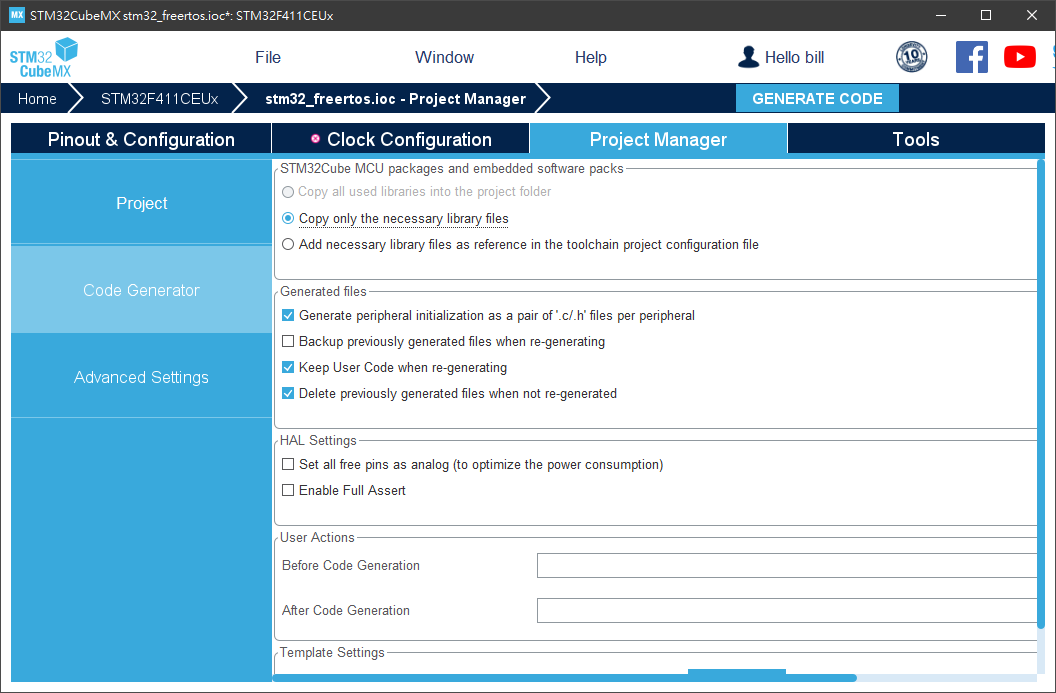 MX STM32CubeMX stm32_freertos.ioc*: STM32F411CEUx
STM32
CubeMX
File
Window
Help
Hello bill
10
Home
STM32F411CEUx
stm32_freertos.ioc - Project Manager
GENERATE CODE
Pinout & Configuration
Clock Configuration
Project Manager
Tools
Project
Code Generator
Advanced Settings
STM32Cube MCU packages and embedded software packs
Copy all used libraries into the project folder
Copy only the necessary library files
Add necessary library files as reference in the toolchain project configuration file
Generated files
Generate peripheral initialization as a pair of '.c/.h' files per peripheral
Backup previously generated files when re-generating
Keep User Code when re-generating
Delete previously generated files when not re-generated
HAL Settings
Set all free pins as analog (to optimize the power consumption)
Enable Full Assert
User Actions
Before Code Generation
After Code Generation
Template Settings